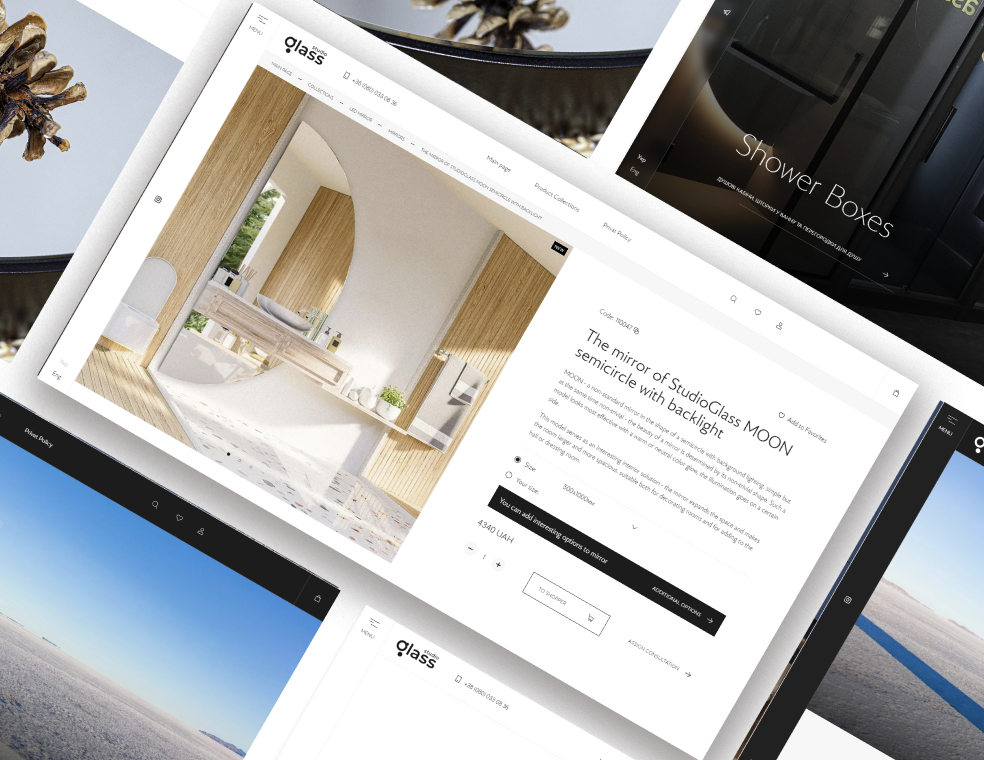 MENU
studio
glass
+38 (080) 033 08 36
Main page
Product Collections
Privat Policy
MAIN PAGE
COLLECTIONS
LED MIRROR
MIRRORS
THE MIRROR OF STUDIOGLASS MOON SEMICIRCLE WITH BACKLIGHT
NEW
Eng
Code: 110047
Add to Favorites
The mirror of StudioGlass MOON
semicircle with backlight
MOON - a non-standard mirror in the shape of a semicircle with background lighting, simple but
at the same time non-trivial - the beauty of a mirror is determined by its non-trivial shape. Such a
model looks most effective with a warm or neutral color glow, the illumination goes on a certain
side.
This model serves as an interesting interior solution - the mirror expands the space and makes
the room larger and more spacious, suitable both for decorating rooms and for adding to the
hall or dressing room.
Size
Your size:
You can add interesting options to mirror
ADDITIONAL OPTIONS
4340 UAH
1
TO SHOPPER
ASSIGN CONSULTATION
Укр
Eng
Shower Boxes
ДУШОВІ КАБІНИ, ШТОРКИ У ВАННУ ТА ПЕРЕГОРОДКИ ДЛЯ ДУШУ
Privat Policy
MENU
studio
glass
+38 (080) 033 08 36
MENU